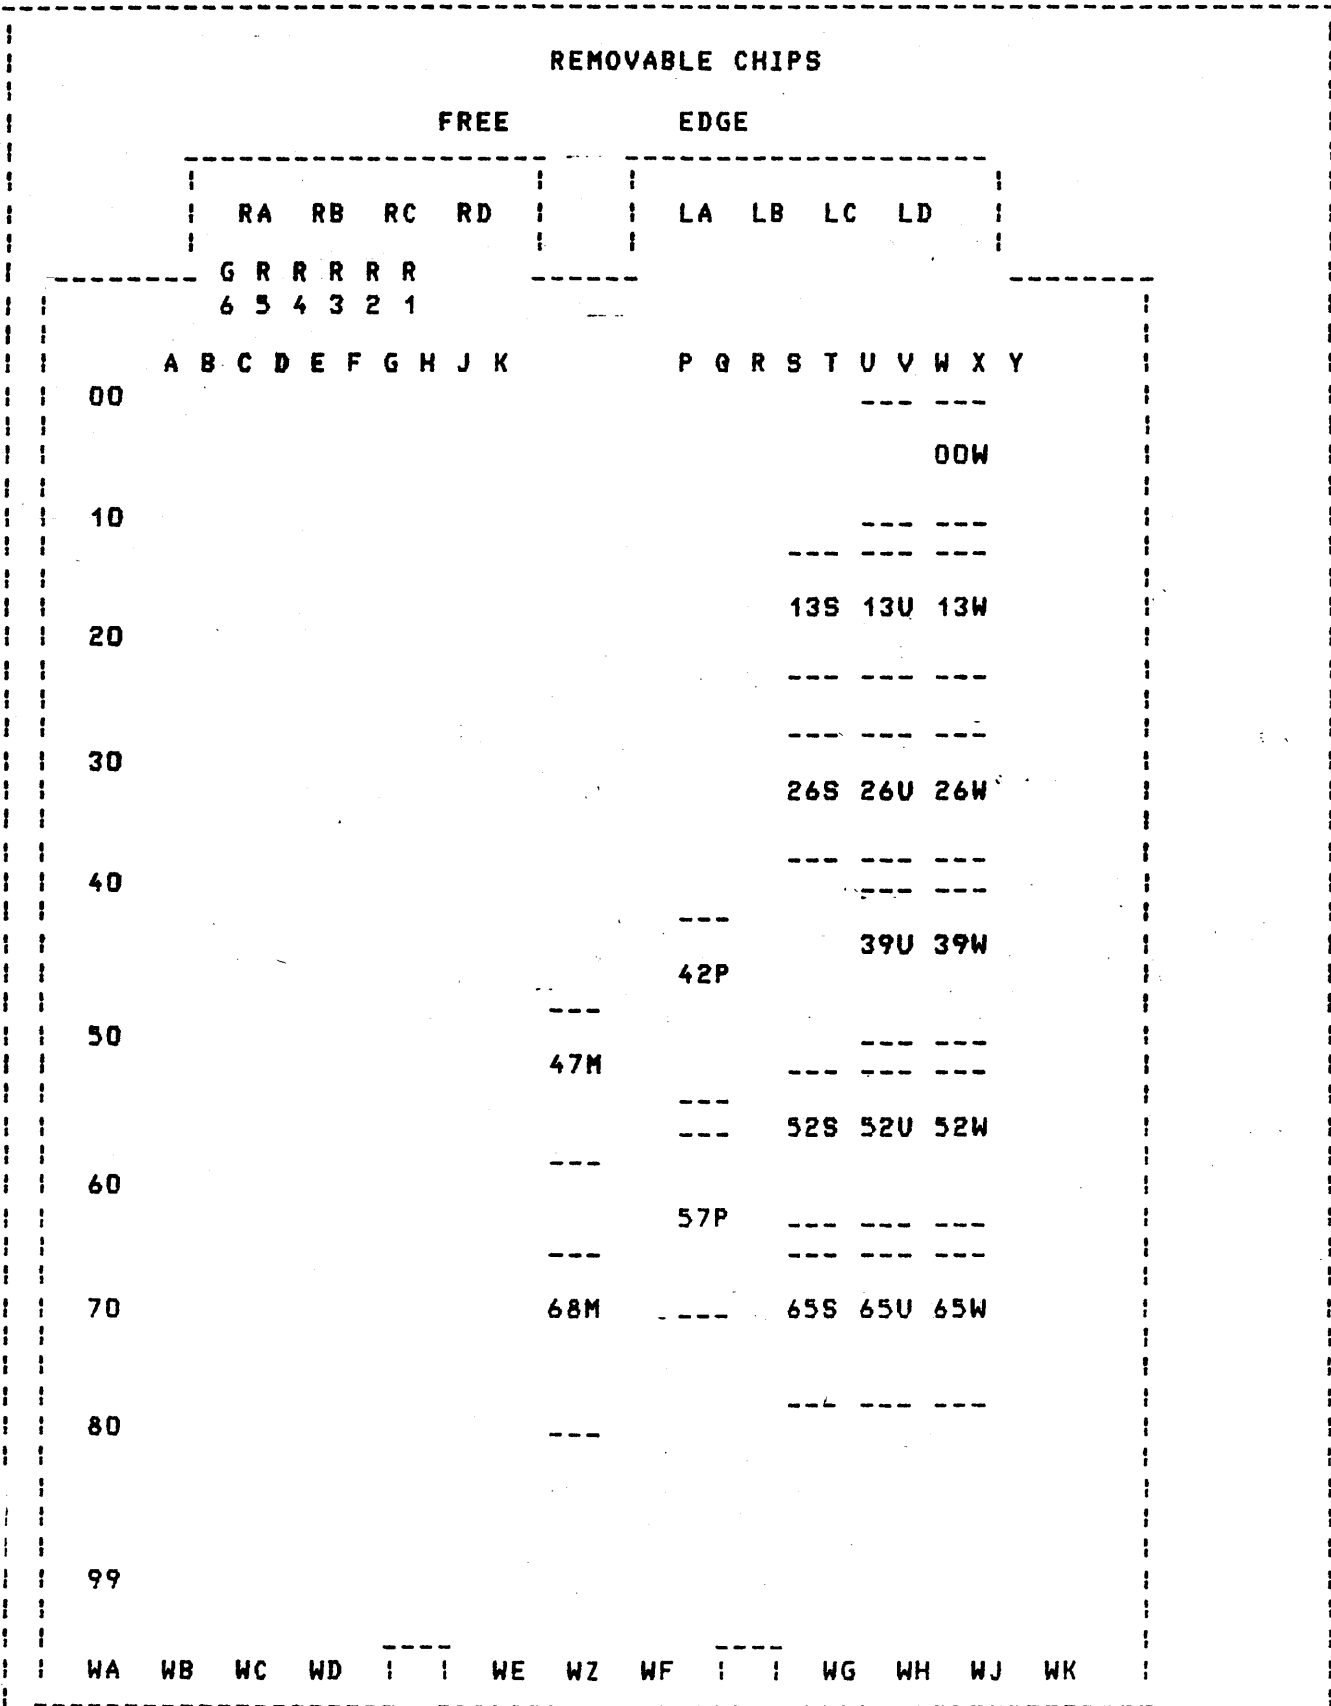 REMOVABLE CHIPS
FREE EDGE
RA RB RC RD LA LB LC LD
G R R R R R
6 5 4 3 2 1
A B C D E F G H J K P Q R S T U V W X Y
00
00W
10
13S 13U 13W
20
30
26S 26U 26W
40
39U 39W
42P
50
47M
52S 52U 52W
60
57P
70 68M 65S 65U 65W
80
99
WA WB WC WD WE WZ WF WG WH WJ WK